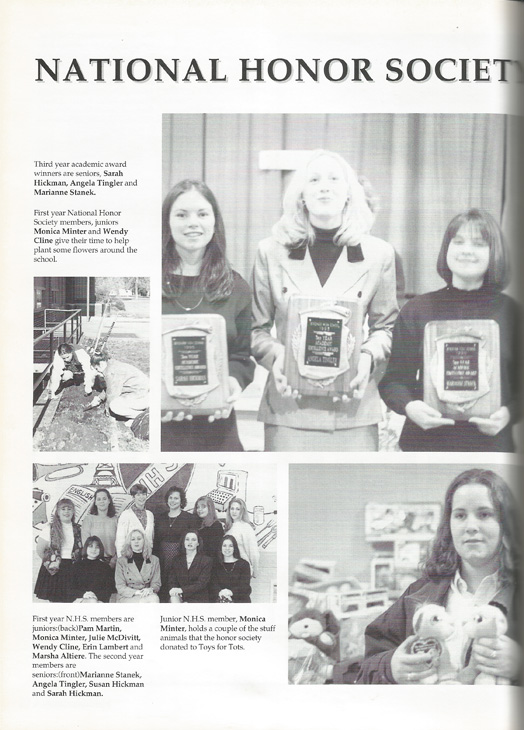 NATIONAL HONOR SOCIET
Third year academic award
winners are seniors, Sarah
Hickman, Angela Tingler and
Marianne Stanek.
First year National Honor
Society members, juniors
Monica Minter and Wendy
Cline give their time to help
plant some flowers around the
school.
ENGLISH
NHS
First year N.H.S. members are
juniors:(back)Pam Martin,
Monica Minter, Julie McDivitt,
Wendy Cline, Erin Lambert and
Marsha Altiere. The second year
members are
seniors:(front)Marianne Stanek,
Angela Tingler, Susan Hickman
and Sarah Hickman.
Junior N.H.S. member, Monica
Minter, holds a couple of the stuff
animals that the honor society
donated to Toys for Tots.